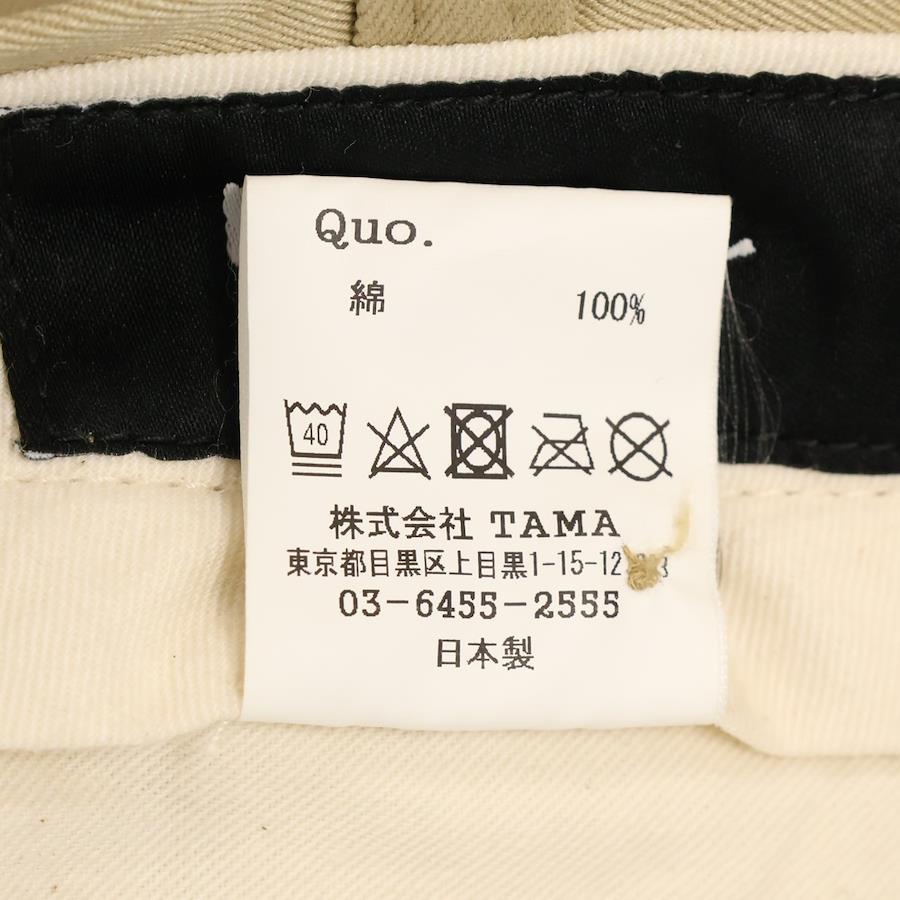 Quo.
綿 100%
40
株式会社 TAMA
東京都目黒区上目黒1-15-12
03-6455-2555
日本製